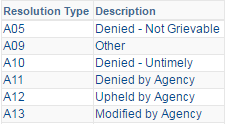 Resolution Type Description
A05 Denied - Not Grievable
A09 Other
A10 Denied - Untimely
A11 Denied by Agency
A12 Upheld by Agency
A13 Modified by Agency